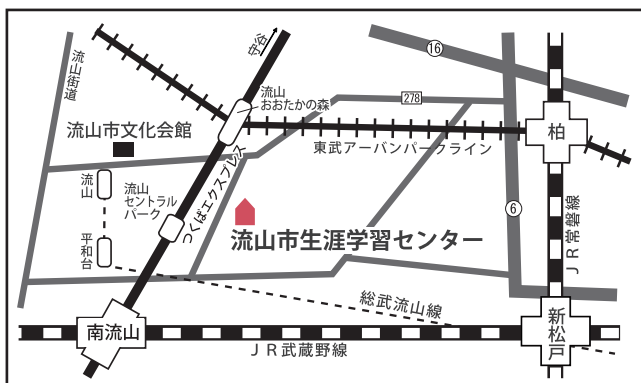 守谷
16
流山街道
流山
おおたかの森
278
流山市文化会館
柏
東武アーバンパークライン
流山
流山
セントラル
パーク
つくばエクスプレス
6
JR常磐線
流山市生涯学習センター
平和台
総武流山線
南流山
新松戸
JR武蔵野線